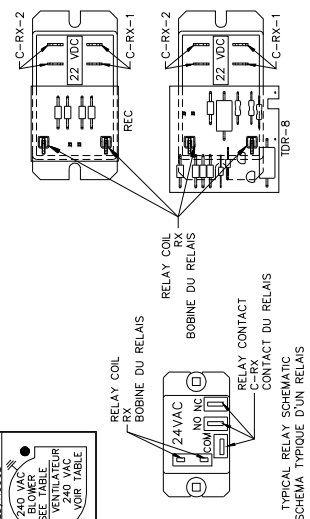 C-RX-2
22 VDC
C-RX-1
REC
C-RX-2
22 VDC
C-RX-1
TDR-8
RELAY COIL
RX
BOBINE DU RELAIS
RELAY COIL
RX
BOBINE DU RELAIS
24VAC
COM
NO
NC
RELAY CONTACT
C-RX
CONTACT DU RELAIS
TYPICAL RELAY SCHEMATIC
SCHEMA TYPIQUE D'UN RELAIS
240 VAC
BLOWER
SEE TABLE
VENTILATEUR
240 VAC
VOIR TABLE